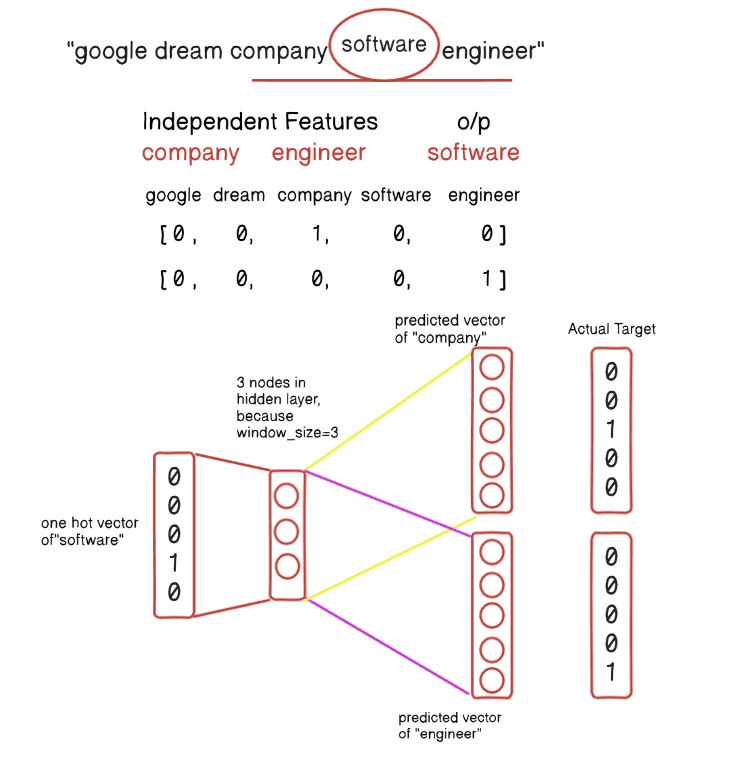 "google dream company software engineer"
Independent Features o/p
company engineer software
google dream company software engineer
[0, 0, 1, 0, 0]
[0, 0, 0, 0, 1]
predicted vector
of "company"
Actual Target
3 nodes in
hidden layer,
because
window_size=3
0
0
1
0
0
one hot vector
of"software"
0
0
0
1
0
0
0
0
0
1
predicted vector
of "engineer"